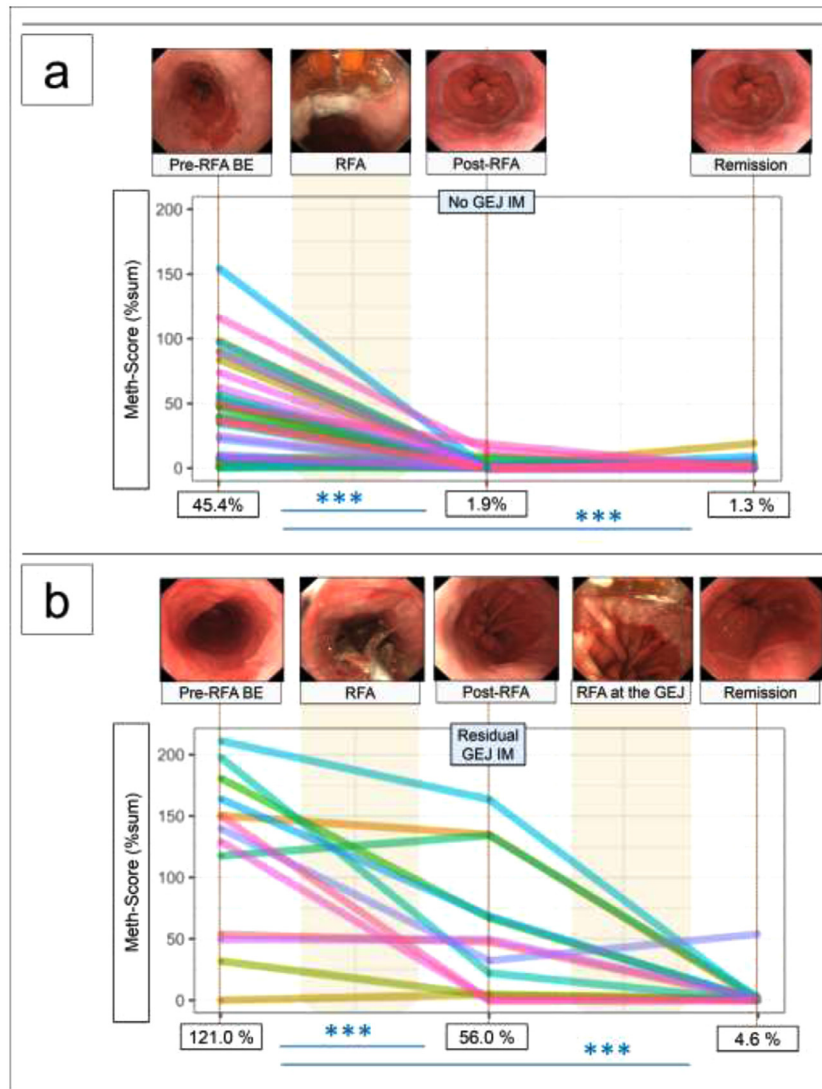 a
Pre-RFA BE
RFA
Post-RFA
Remission
No GEJ IM
Meth-Score (%sum)
200
150
100
50
0
45.4%
***
1.9%
***
1.3 %
b
Pre-RFA BE
RFA
Post-RFA
RFA at the GEJ
Remission
Residual
GEJ IM
Meth-Score (%sum)
200
150
100
50
0
121.0 %
***
56.0 %
***
4.6 %